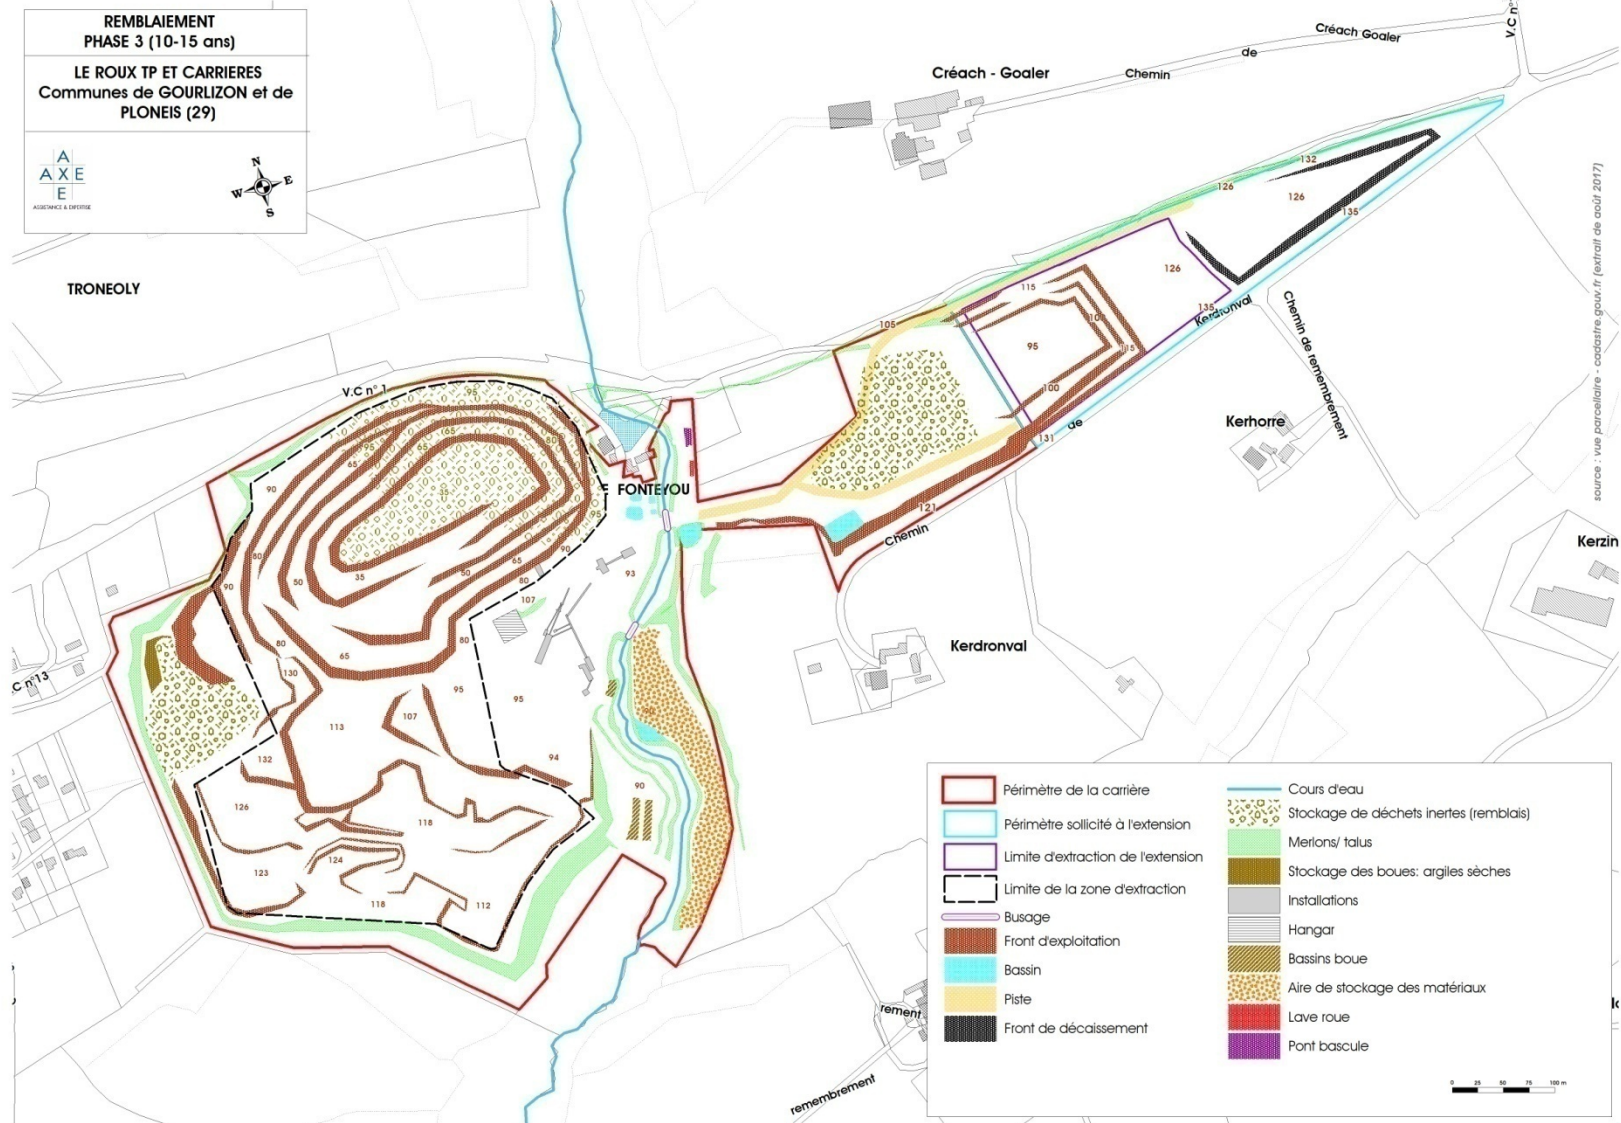 REMBLAIEMENT
PHASE 3 (10-15 ans)
LE ROUX TP ET CARRIERES
Communes de GOURLIZON et de
PLONEIS (29)
A
A X E
E
ASSISTANCE & EXPERTISE
N
W E
S
TRONEOLY
V.C n° 1
C n°13
Créach - Goaler
Chemin
de
Créach Goaler
V.C n°
FONTEYOU
Kerdronval
Chemin
de
Kerdronval
Chemin de remembrement
Kerhorre
Kerzin
rement
remembrement
source : vue parcellaire - cadastre.gouv.fr (extrait de août 2017)
132
126
126
135
126
135
115
105
95
115
100
131
121
95
80
65
95
65
65
90
35
95
90
80
65
50
35
50
80
107
93
90
80
80
130
65
95
95
107
113
94
132
126
90
90
118
124
123
118
112
Périmètre de la carrière
Périmètre sollicité à l'extension
Limite d'extraction de l'extension
Limite de la zone d'extraction
Busage
Front d'exploitation
Bassin
Piste
Front de décaissement
Cours d'eau
Stockage de déchets inertes (remblais)
Merlons/ talus
Stockage des boues: argiles sèches
Installations
Hangar
Bassins boue
Aire de stockage des matériaux
Lave roue
Pont bascule
0 25 50 75 100 m